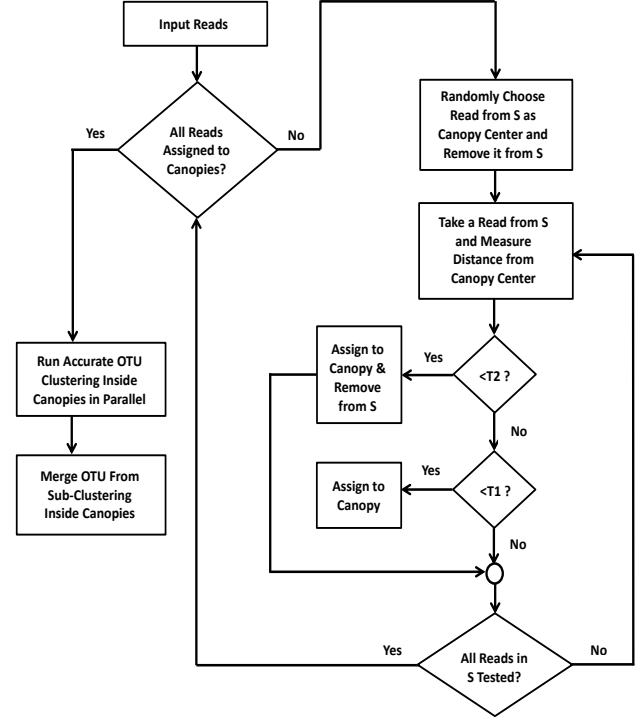 Input Reads
All Reads
Assigned to
Canopies?
Yes
No
Randomly Choose
Read from S as
Canopy Center and
Remove it from S
Take a Read from S
and Measure
Distance from
Canopy Center
<T2 ?
Yes
Assign to
Canopy &
Remove
from S
No
<T1 ?
Yes
Assign to
Canopy
No
All Reads in
S Tested?
Yes
No
Run Accurate OTU
Clustering Inside
Canopies in Parallel
Merge OTU From
Sub-Clustering
Inside Canopies